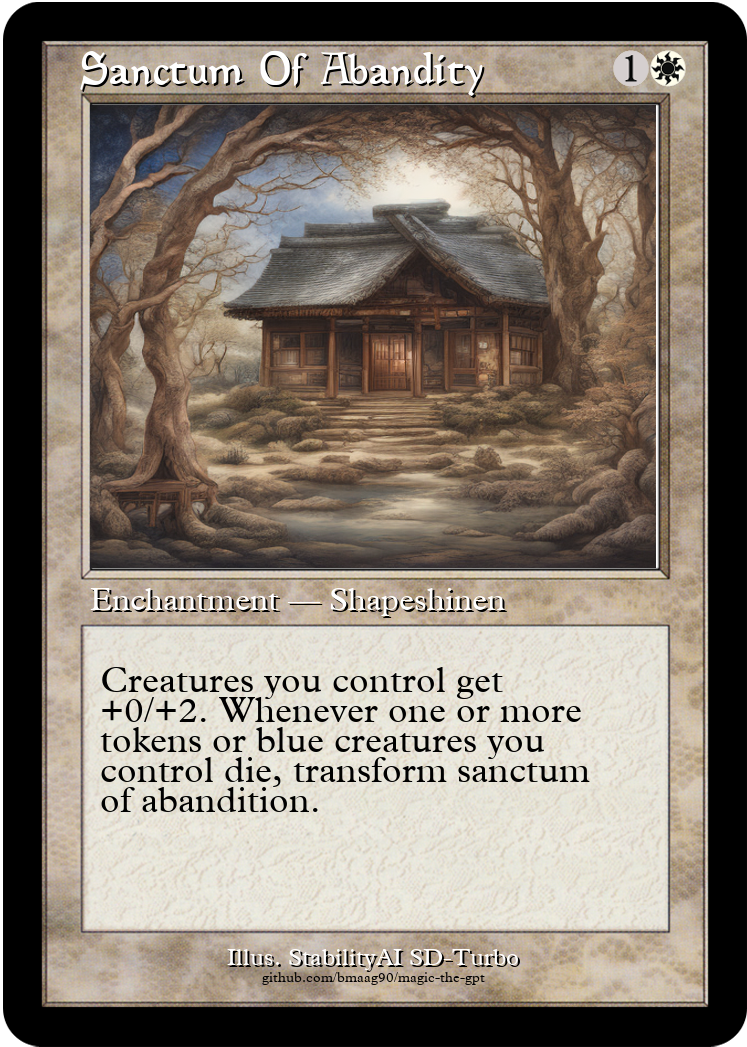 Sanctum Of Abandity 1
Enchantment — Shapeshinen
Creatures you control get
+0/+2. Whenever one or more
tokens or blue creatures you
control die, transform sanctum
of abandition.
Illus. StabilityAI SD-Turbo
github.com/bmaag90/magic-the-gpt